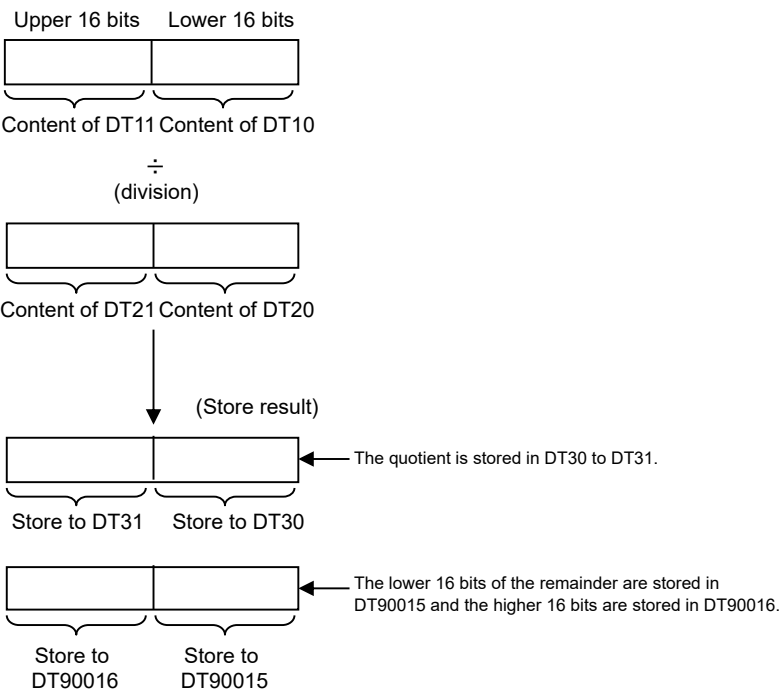 Upper 16 bits Lower 16 bits
Content of DT11 Content of DT10
÷
(division)
Content of DT21 Content of DT20
(Store result)
The quotient is stored in DT30 to DT31.
Store to DT31 Store to DT30
The lower 16 bits of the remainder are stored in
DT90015 and the higher 16 bits are stored in DT90016.
Store to Store to
DT90016 DT90015